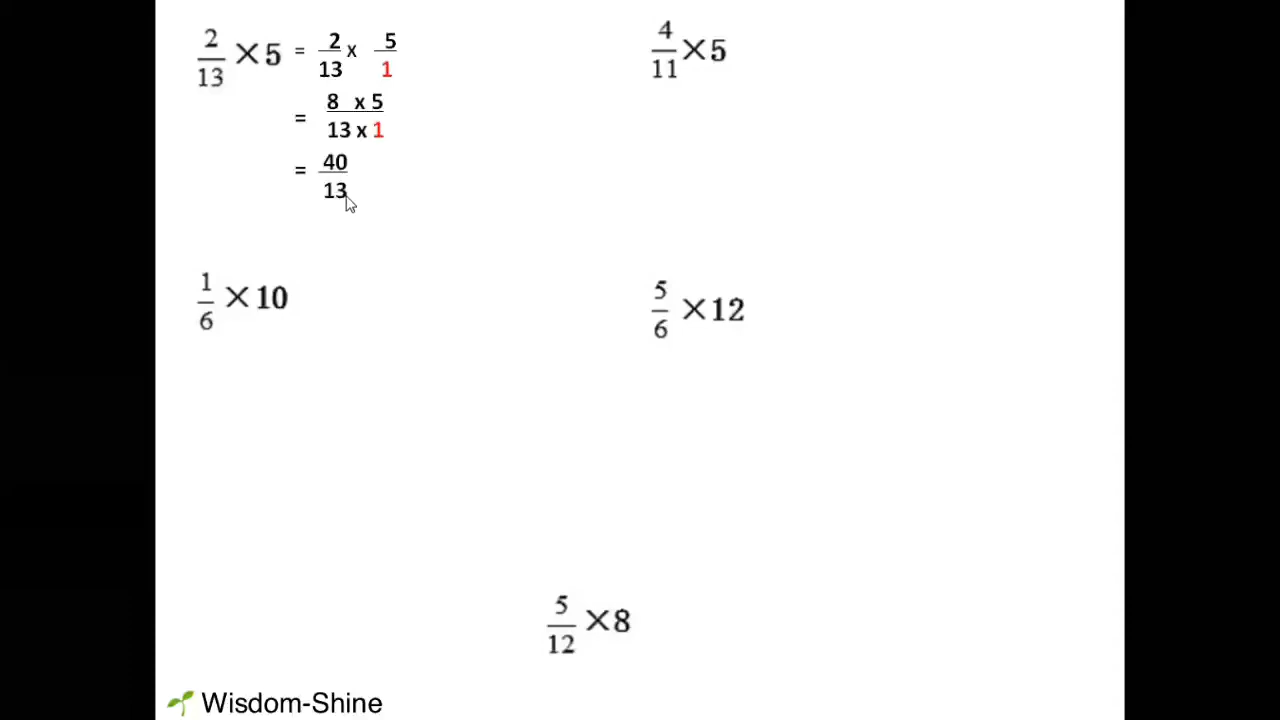 2/13 ×5 = 2/13 x 5/1
= 8 x 5/13 x 1
= 40/13
4/11 ×5
1/6 ×10
5/6 ×12
5/12 ×8
Wisdom-Shine